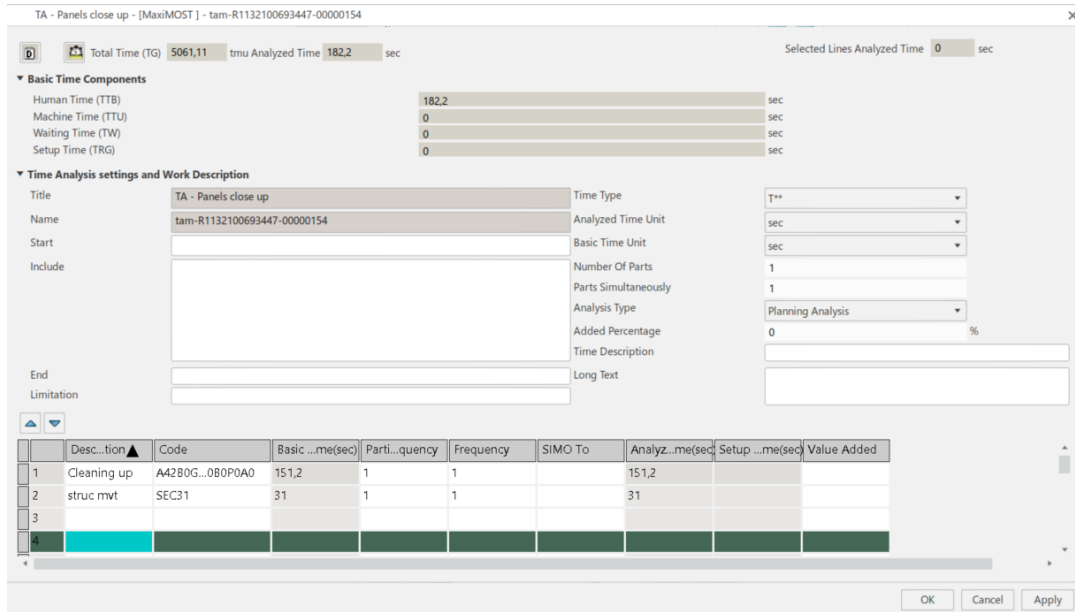 TA - Panels close up - [MaxiMOST ] - tam-R1132100693447-00000154
D Total Time (TG) 5061,11 tmu Analyzed Time 182,2 sec Selected Lines Analyzed Time 0 sec
Basic Time Components
Human Time (TTB) 182,2 sec
Machine Time (TTU) 0 sec
Waiting Time (TW) 0 sec
Setup Time (TRG) 0 sec
Time Analysis settings and Work Description
Title TA - Panels close up Time Type T**
Name tam-R1132100693447-00000154 Analyzed Time Unit sec
Start Basic Time Unit sec
Include Number Of Parts 1
Parts Simultaneously 1
Analysis Type Planning Analysis
Added Percentage 0 %
Time Description
End Long Text
Limitation
Desc...tion Code Basic ...me(sec) Parti...quency Frequency SIMO To Analyz...me(sec) Setup ...me(sec) Value Added
1 Cleaning up A42B0G...0B0P0A0 151,2 1 1 151,2
2 struc mvt SEC31 31 1 1 31
3
4
OK Cancel Apply